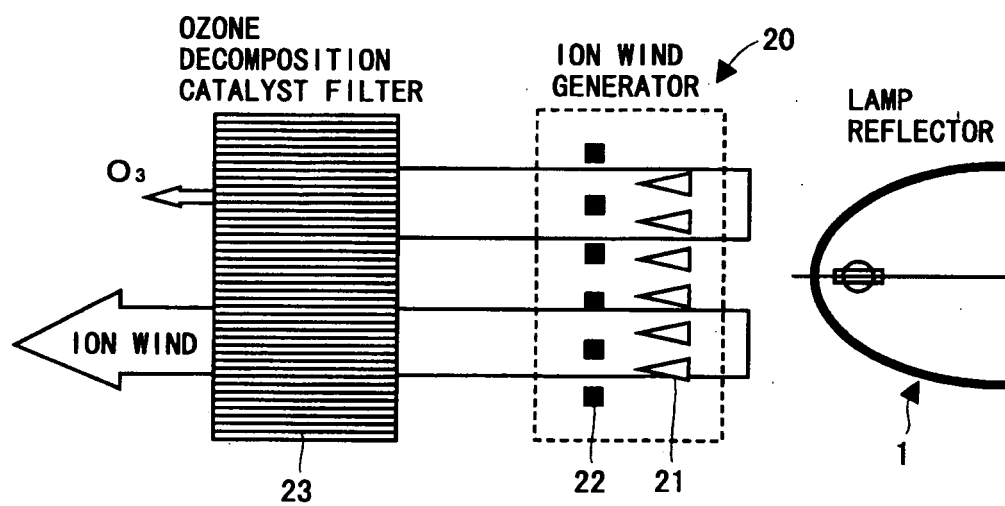 OZONE
DECOMPOSITION
CATALYST FILTER
ION WIND
GENERATOR
20
LAMP
REFLECTOR
O₃
ION WIND
23
22
21
1